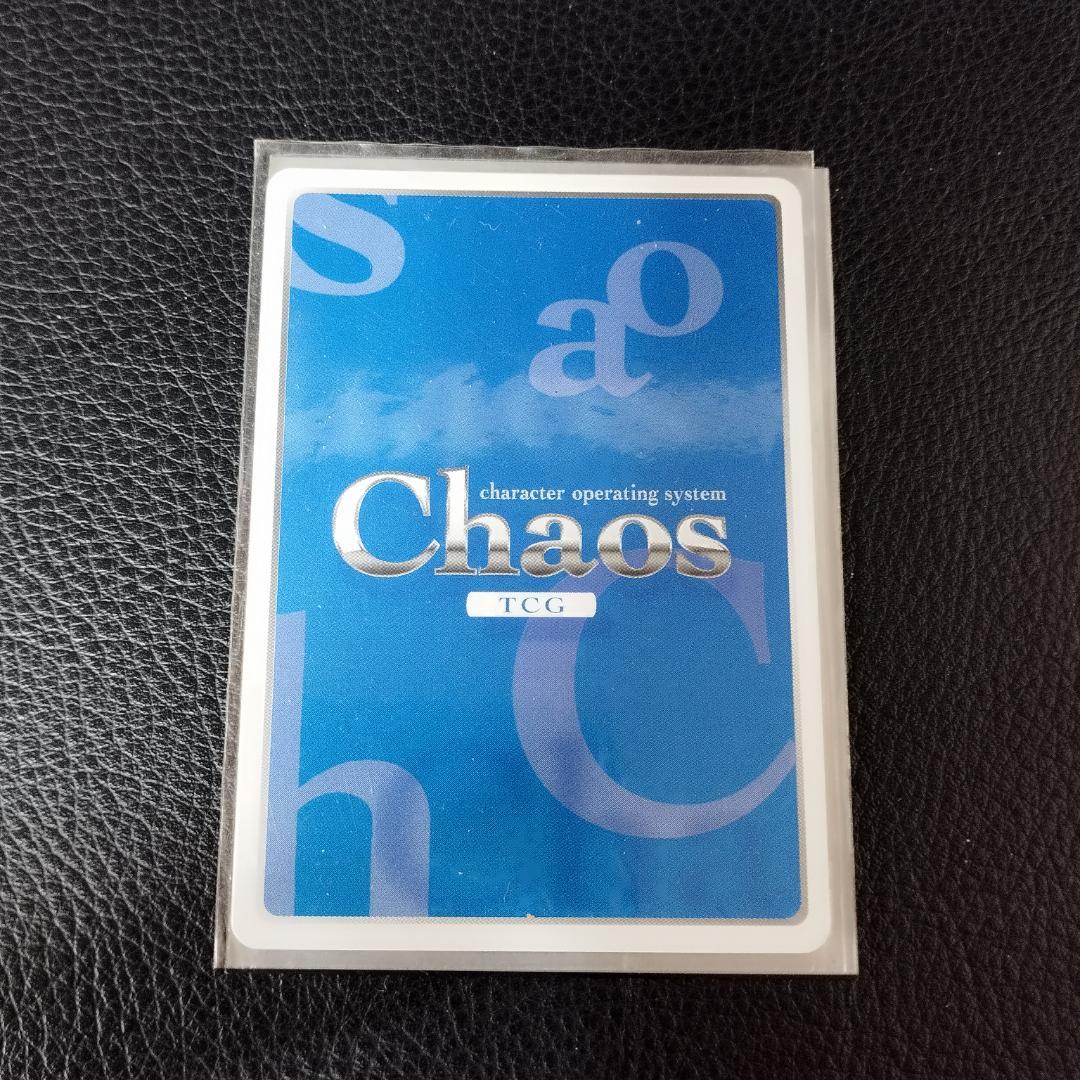 s
o
a
character operating system
Chaos
TCG
C
h